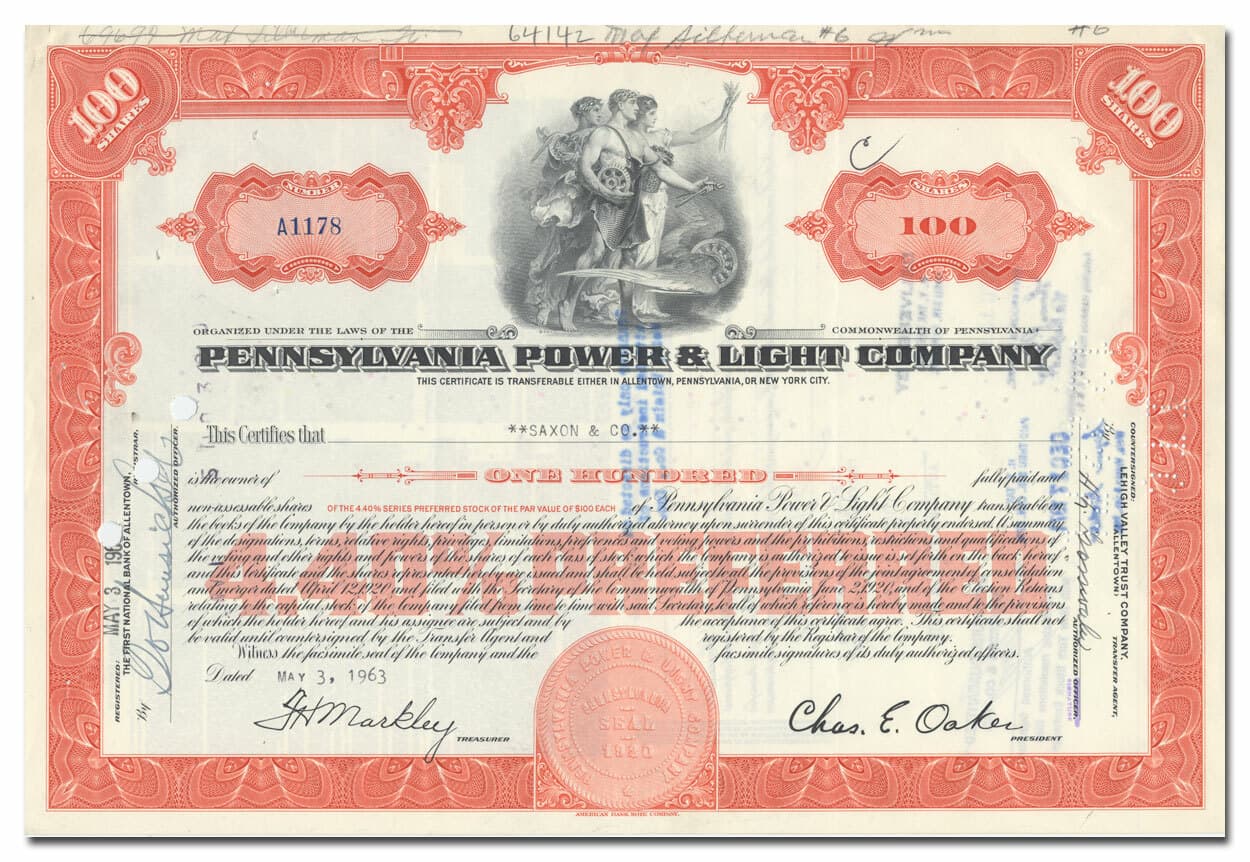 64142 Max Silberman #6
#6
100 SHARES
100 SHARES
NUMBER
A1178
SHARES
100
ORGANIZED UNDER THE LAWS OF THE COMMONWEALTH OF PENNSYLVANIA
PENNSYLVANIA POWER & LIGHT COMPANY
THIS CERTIFICATE IS TRANSFERABLE EITHER IN ALLENTOWN, PENNSYLVANIA, OR NEW YORK CITY.
This Certifies that **SAXON & CO.**
is the owner of ONE HUNDRED fully paid and
non-assessable shares OF THE 4.40% SERIES PREFERRED STOCK OF THE PAR VALUE OF $100 EACH of Pennsylvania Power & Light Company transferable on
the books of the Company by the holder hereof in person or by duly authorized attorney upon surrender of this certificate properly endorsed. A summary
of the designations, terms, relative rights, privileges, limitations, preferences and voting powers and the prohibitions, restrictions and qualifications of
the voting and other rights and powers of the shares of each class of stock which the Company is authorized to issue is set forth on the back hereof
and this certificate and the shares represented hereby are issued and shall be held subject to all the provisions of the joint agreement of consolidation
and merger dated April 12, 1920, and filed with the Secretary of the Commonwealth of Pennsylvania June 2, 1920, and of the Election Returns
relating to the capital stock of the Company filed from time to time with said Secretary, to all of which reference is hereby made and to the provisions
of which the holder hereof and his assignee are subject and by the acceptance of this certificate agree. This certificate shall not
be valid until countersigned by the Transfer Agent and registered by the Registrar of the Company.
Witness the facsimile seal of the Company and the facsimile signatures of its duly authorized officers.
4.40% PREFERRED
Dated MAY 3, 1963
TREASURER
Chas. E. Oakes
PRESIDENT
PENNSYLVANIA POWER & LIGHT COMPANY
SEAL
1920
AMERICAN BANK NOTE COMPANY.
REGISTERED: MAY 3 196
THE FIRST NATIONAL BANK OF ALLENTOWN,
By
AUTHORIZED OFFICER.
COUNTERSIGNED:
LEHIGH VALLEY TRUST COMPANY,
(ALLENTOWN) TRANSFER AGENT,
By
AUTHORIZED OFFICER.